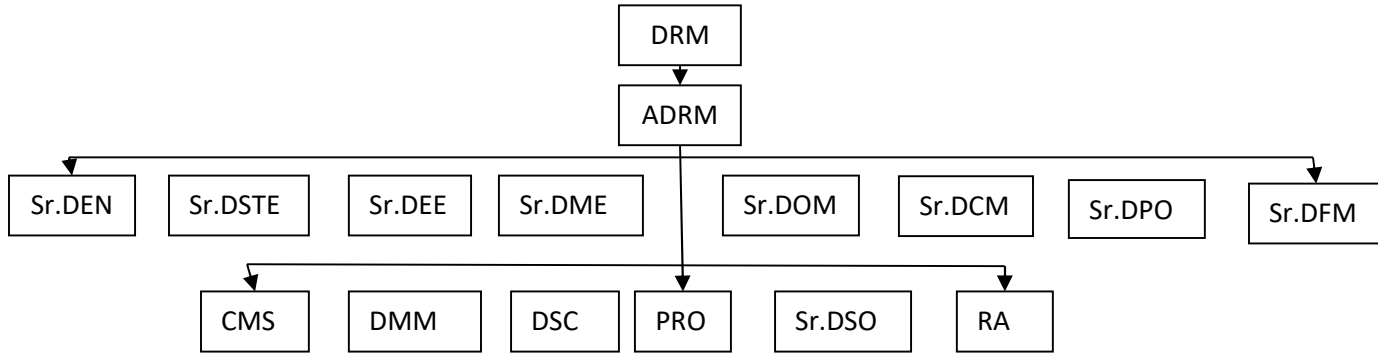 DRM
ADRM
Sr.DEN Sr.DSTE Sr.DEE Sr.DME Sr.DOM Sr.DCM Sr.DPO Sr.DFM
CMS DMM DSC PRO Sr.DSO RA